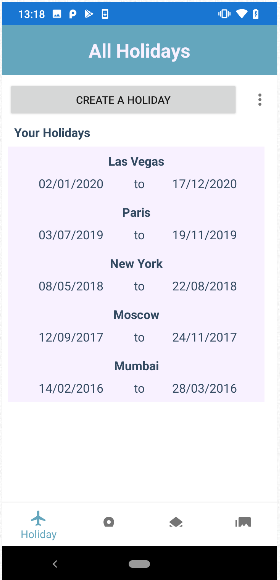 13:18
All Holidays
CREATE A HOLIDAY
Your Holidays
Las Vegas
02/01/2020 to 17/12/2020
Paris
03/07/2019 to 19/11/2019
New York
08/05/2018 to 22/08/2018
Moscow
12/09/2017 to 24/11/2017
Mumbai
14/02/2016 to 28/03/2016
Holiday